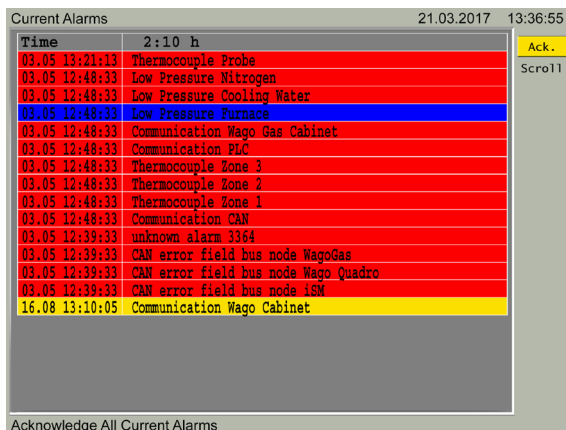 Current Alarms 21.03.2017 13:36:55
Time 2:10 h
Ack.
03.05 13:21:13 Thermocouple Probe
Scroll
03.05 12:48:33 Low Pressure Nitrogen
03.05 12:48:33 Low Pressure Cooling Water
03.05 12:48:33 Low Pressure Furnace
03.05 12:48:33 Communication Wago Gas Cabinet
03.05 12:48:33 Communication PLC
03.05 12:48:33 Thermocouple Zone 3
03.05 12:48:33 Thermocouple Zone 2
03.05 12:48:33 Thermocouple Zone 1
03.05 12:48:33 Communication CAN
03.05 12:39:33 unknown alarm 3364
03.05 12:39:33 CAN error field bus node WagoGas
03.05 12:39:33 CAN error field bus node Wago Quadro
03.05 12:39:33 CAN error field bus node iSM
16.08 13:10:05 Communication Wago Cabinet
Acknowledge All Current Alarms